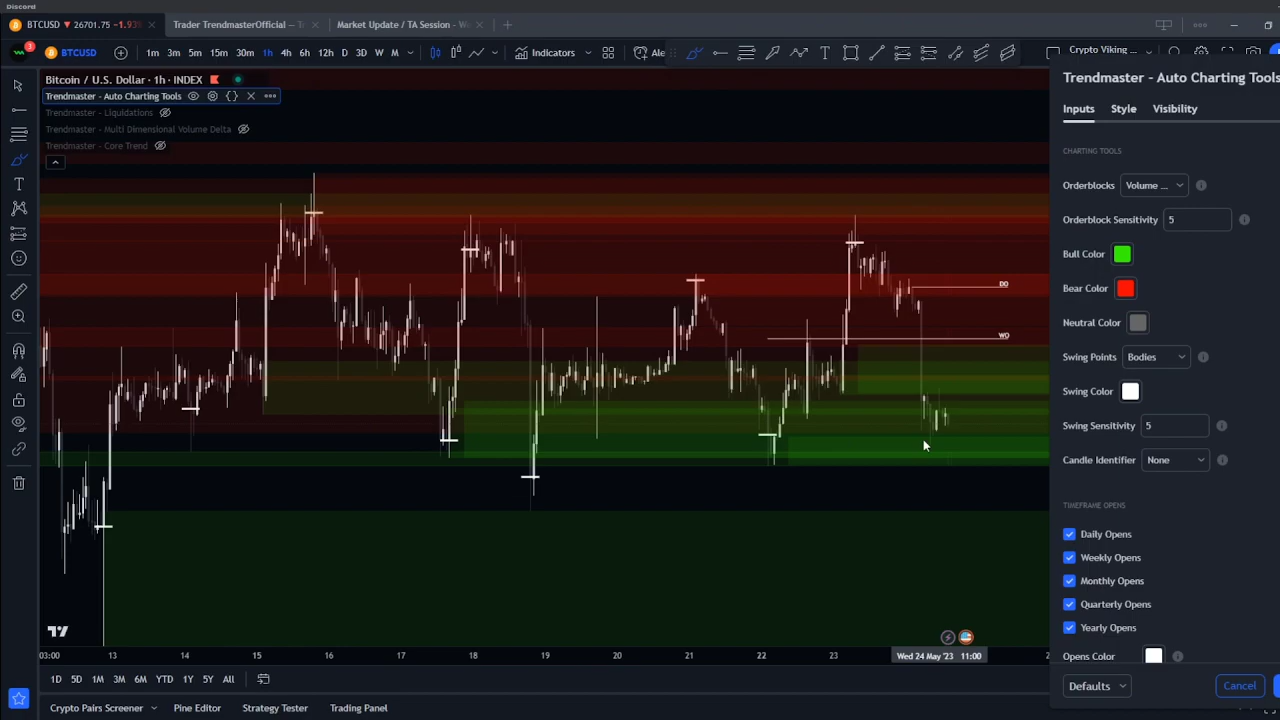 Discord
BTCUSD 26701.75 -1.93%
Trader TrendmasterOfficial — T
Market Update / TA Session - W
3
BTCUSD
1m 3m 5m 15m 30m 1h 4h 6h 12h D 3D W M
Indicators
Ale
Crypto Viking
Bitcoin / U.S. Dollar · 1h · INDEX
Trendmaster - Auto Charting Tools
Trendmaster - Liquidations
Trendmaster - Multi Dimensional Volume Delta
Trendmaster - Core Trend
DO
WO
Trendmaster - Auto Charting Tools
Inputs
Style
Visibility
CHARTING TOOLS
Orderblocks Volume ...
Orderblock Sensitivity 5
Bull Color
Bear Color
Neutral Color
Swing Points Bodies
Swing Color
Swing Sensitivity 5
Candle Identifier None
TIMEFRAME OPENS
Daily Opens
Weekly Opens
Monthly Opens
Quarterly Opens
Yearly Opens
Opens Color
Defaults
Cancel
03:00 13 14 15 16 17 18 19 20 21 22 23 Wed 24 May '23 11:00
1D 5D 1M 3M 6M YTD 1Y 5Y All
Crypto Pairs Screener
Pine Editor
Strategy Tester
Trading Panel